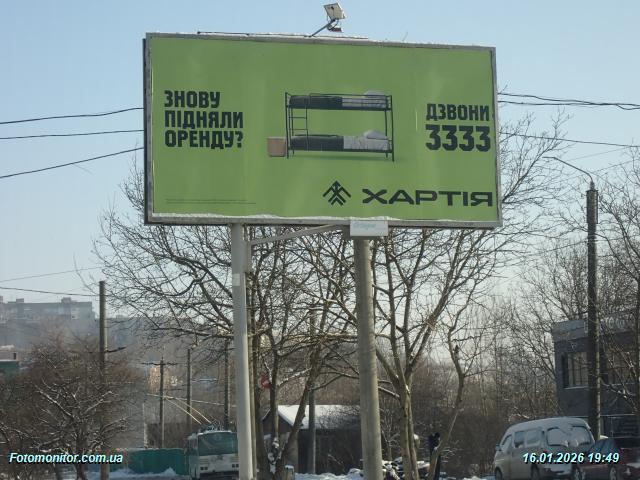 ЗНОВУ
ПІДНЯЛИ
ОРЕНДУ?
ДЗВОНИ
3333
ХАРТІЯ
Fotomonitor.com.ua
16.01.2026 19:49